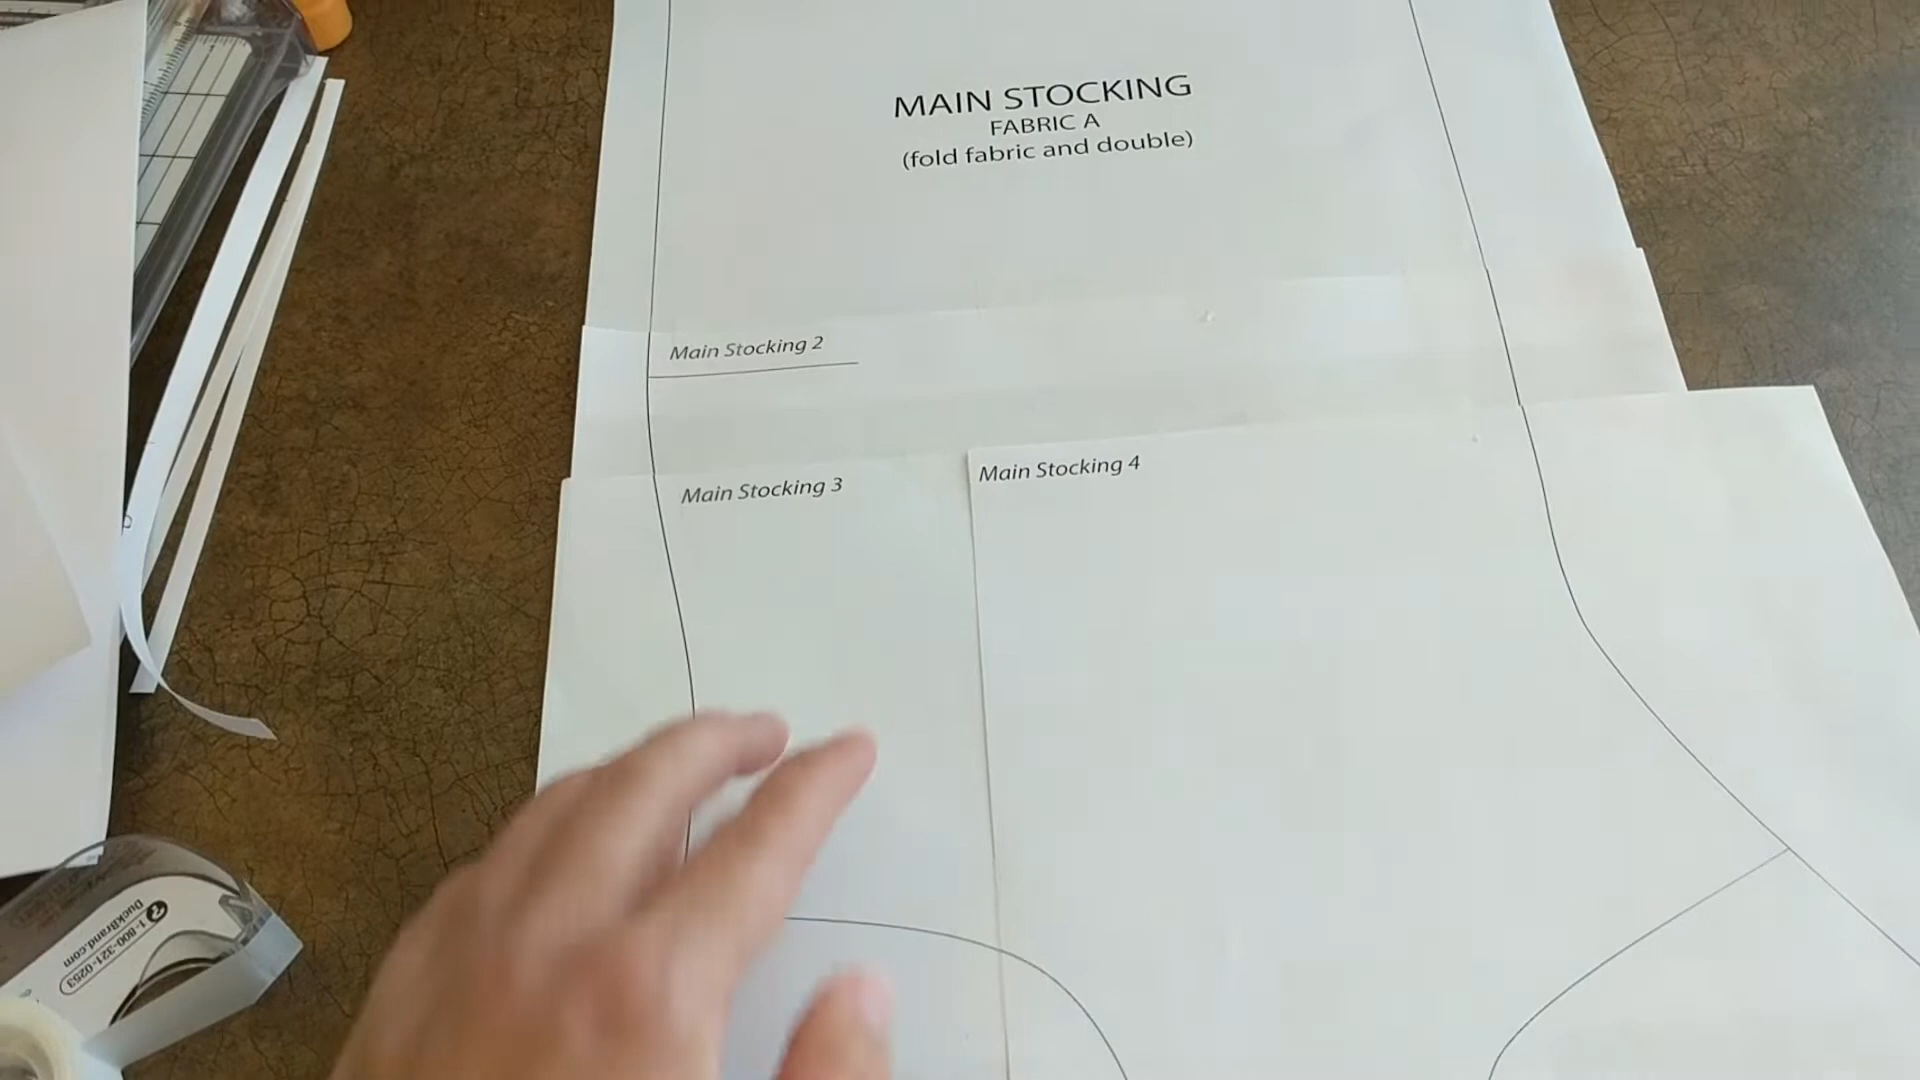 MAIN STOCKING
FABRIC A
(fold fabric and double)
Main Stocking 2
Main Stocking 3
Main Stocking 4
1-800-321-0253
DuckBrand.com